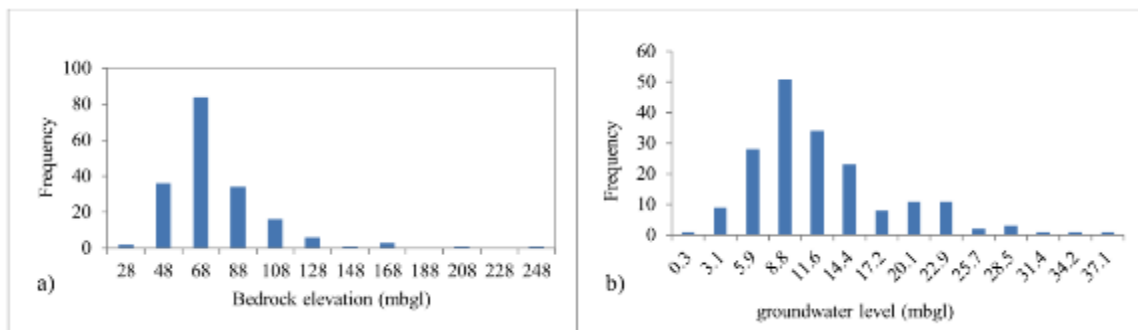 100
80
60
40
20
0
Frequency
28 48 68 88 108 128 148 168 188 208 228 248
a)
Bedrock elevation (mbgl)
60
50
40
30
20
10
0
Frequency
0.3 3.1 5.9 8.8 11.6 14.4 17.2 20.1 22.9 25.7 28.5 31.4 34.2 37.1
b)
groundwater level (mbgl)